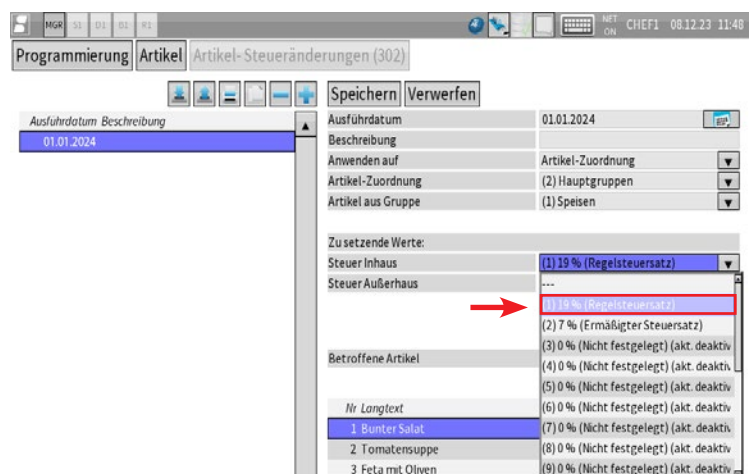 MGR S1 D1 B1 R1 NET ON CHEF1 08.12.23 11:48
Programmierung Artikel Artikel-Steueränderungen (302)
Speichern Verwerfen
Ausführdatum Beschreibung
01.01.2024
Ausführdatum 01.01.2024
Beschreibung
Anwenden auf Artikel-Zuordnung
Artikel-Zuordnung (2) Hauptgruppen
Artikel aus Gruppe (1) Speisen
Zu setzende Werte:
Steuer Inhaus (1) 19 % (Regelsteuersatz)
Steuer Außerhaus ---
(1) 19 % (Regelsteuersatz)
(2) 7 % (Ermäßigter Steuersatz)
(3) 0 % (Nicht festgelegt) (akt. deaktiv
Betroffene Artikel
(4) 0 % (Nicht festgelegt) (akt. deaktiv
(5) 0 % (Nicht festgelegt) (akt. deaktiv
Nr Langtext (6) 0 % (Nicht festgelegt) (akt. deaktiv
1 Bunter Salat (7) 0 % (Nicht festgelegt) (akt. deaktiv
2 Tomatensuppe (8) 0 % (Nicht festgelegt) (akt. deaktiv
3 Feta mit Oliven (9) 0 % (Nicht festgelegt) (akt. deaktiv